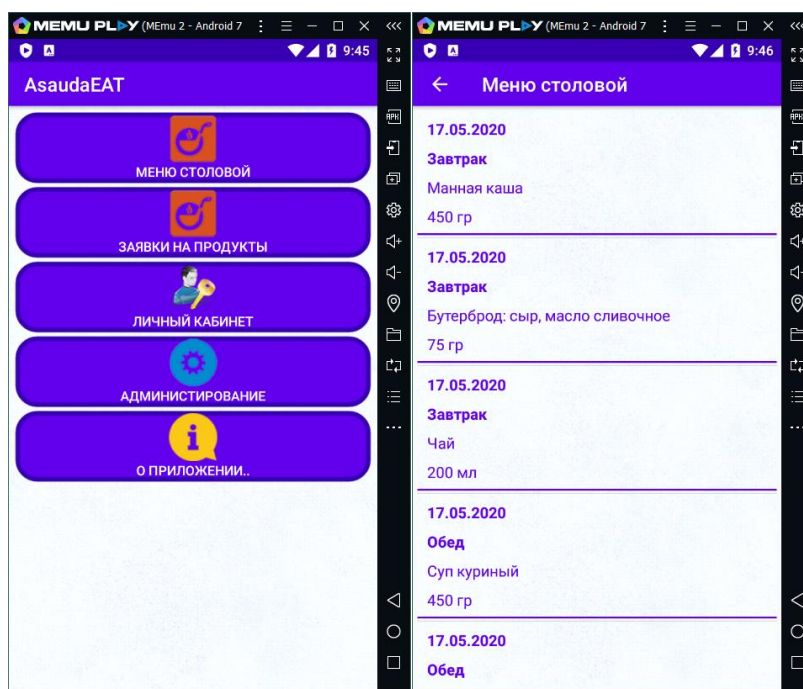 MEMU PLAY (MEmu 2 - Android 7
9:45
AsaudaEAT
МЕНЮ СТОЛОВОЙ
ЗАЯВКИ НА ПРОДУКТЫ
ЛИЧНЫЙ КАБИНЕТ
АДМИНИСТИРОВАНИЕ
О ПРИЛОЖЕНИИ..
MEMU PLAY (MEmu 2 - Android 7
9:46
Меню столовой
17.05.2020
Завтрак
Манная каша
450 гр
17.05.2020
Завтрак
Бутерброд: сыр, масло сливочное
75 гр
17.05.2020
Завтрак
Чай
200 мл
17.05.2020
Обед
Суп куриный
450 гр
17.05.2020
Обед